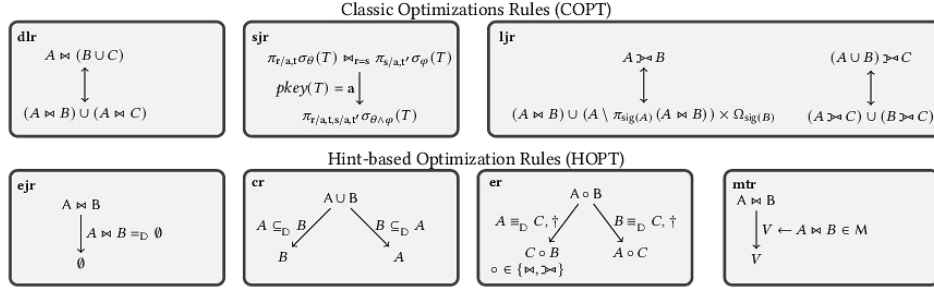 Classic Optimizations Rules (COPT)
dlr
A ⋈ (B ∪ C)
(A ⋈ B) ∪ (A ⋈ C)
sjr
π_{r/a,t}σ_θ(T) ⋈_{r=s} π_{s/a,t′}σ_φ(T)
pkey(T) = a
π_{r/a,t,s/a,t′}σ_{θ∧φ}(T)
ljr
A ⟕ B
(A ⋈ B) ∪ (A \ π_{sig(A)}(A ⋈ B)) × Ω_{sig(B)}
(A ∪ B) ⟕ C
(A ⟕ C) ∪ (B ⟕ C)
Hint-based Optimization Rules (HOPT)
ejr
A ⋈ B
A ⋈ B =_𝔻 ∅
∅
cr
A ∪ B
A ⊆_𝔻 B
B ⊆_𝔻 A
B
A
er
A ∘ B
A ≡_𝔻 C, †
B ≡_𝔻 C, †
C ∘ B
A ∘ C
∘ ∈ {⋈, ⟕}
mtr
A ⋈ B
V ← A ⋈ B ∈ M
V